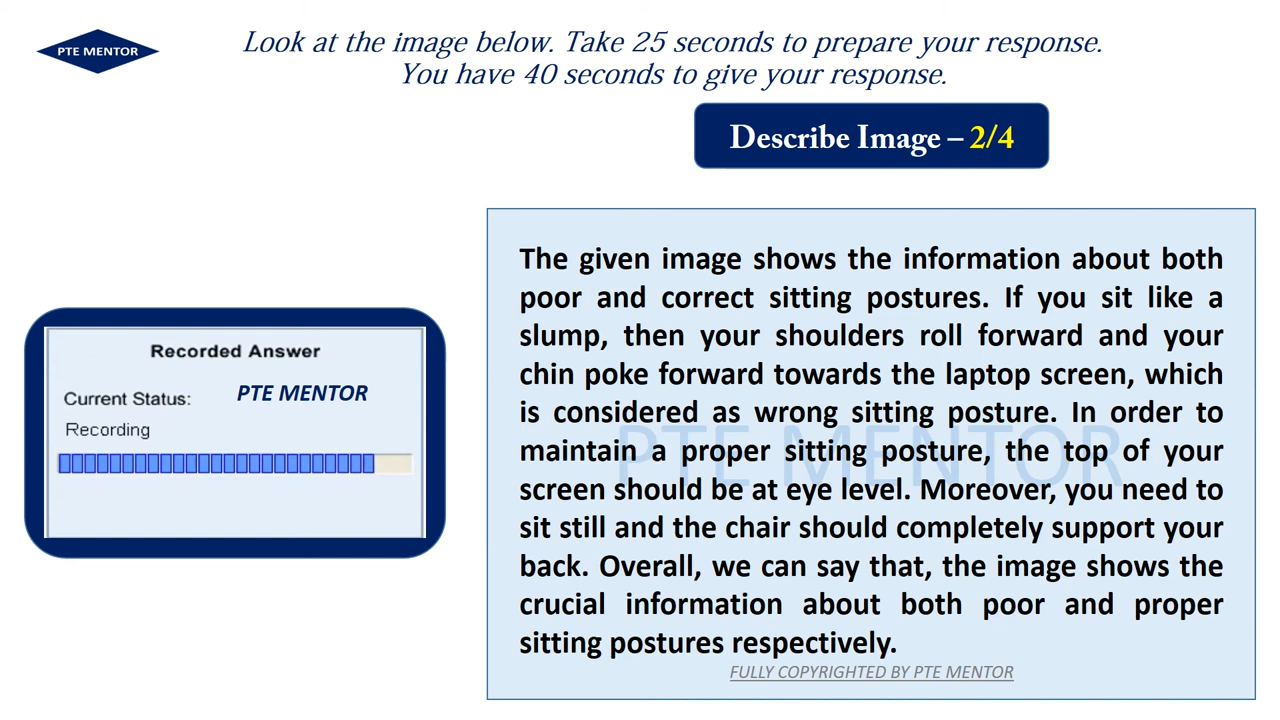 PTE MENTOR
Look at the image below. Take 25 seconds to prepare your response.
You have 40 seconds to give your response.
Describe Image – 2/4
Recorded Answer
Current Status:
PTE MENTOR
Recording
The given image shows the information about both
poor and correct sitting postures. If you sit like a
slump, then your shoulders roll forward and your
chin poke forward towards the laptop screen, which
is considered as wrong sitting posture. In order to
maintain a proper sitting posture, the top of your
screen should be at eye level. Moreover, you need to
sit still and the chair should completely support your
back. Overall, we can say that, the image shows the
crucial information about both poor and proper
sitting postures respectively.
PTE MENTOR
FULLY COPYRIGHTED BY PTE MENTOR